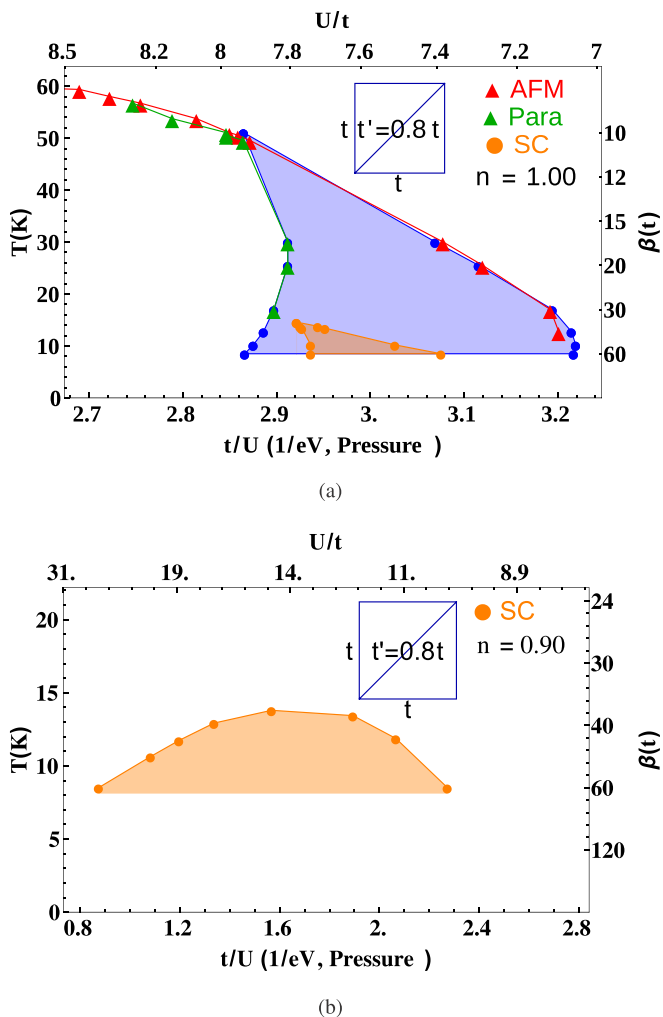 U/t
8.5 8.2 8 7.8 7.6 7.4 7.2 7
60
50
40
30
20
10
0
T(K)
t t'=0.8 t
t
AFM
Para
SC
n = 1.00
10
12
15
20
30
60
β(t)
2.7 2.8 2.9 3. 3.1 3.2
t/U (1/eV, Pressure )
(a)
U/t
31. 19. 14. 11. 8.9
20
15
10
5
0
T(K)
t t'=0.8t
t
SC
n = 0.90
24
30
40
60
120
β(t)
0.8 1.2 1.6 2. 2.4 2.8
t/U (1/eV, Pressure )
(b)